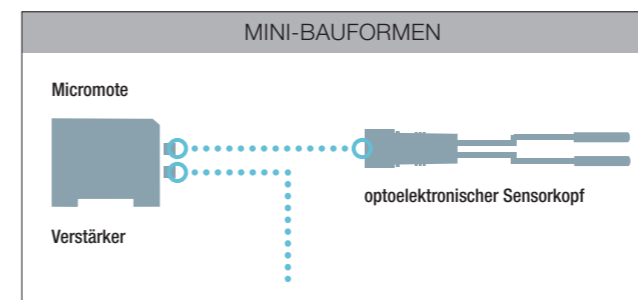 MINI-BAUFORMEN
Micromote
optoelektronischer Sensorkopf
Verstärker